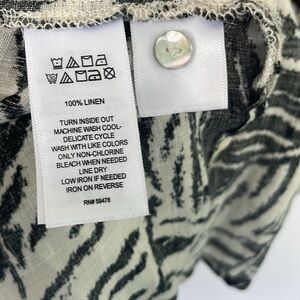 100% LINEN
TURN INSIDE OUT
MACHINE WASH COOL-
DELICATE CYCLE
WASH WITH LIKE COLORS
ONLY NON-CHLORINE
BLEACH WHEN NEEDED
LINE DRY
LOW IRON IF NEEDED
IRON ON REVERSE
RN# 59478